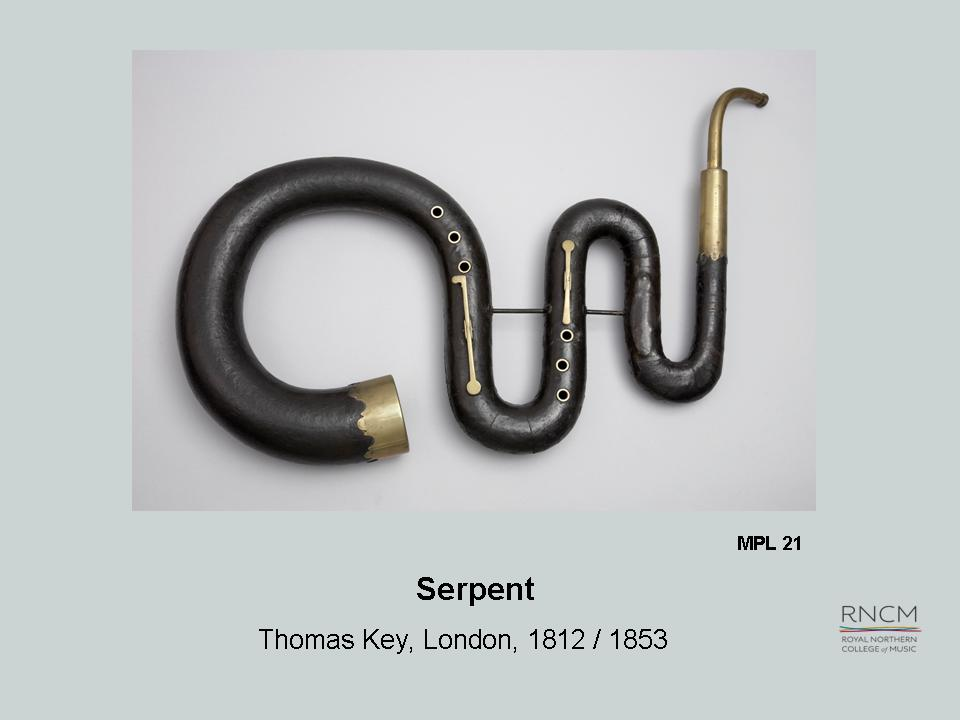 MPL 21
Serpent
Thomas Key, London, 1812 / 1853
RNCM
ROYAL NORTHERN
COLLEGE of MUSIC